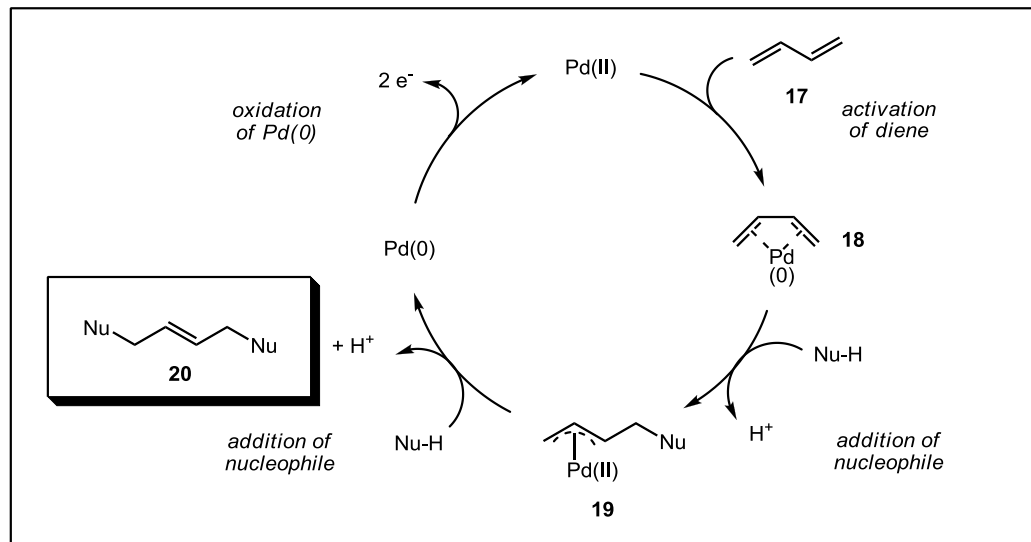 Pd(II)
2 e-
17
oxidation
of Pd(0)
activation
of diene
Pd
(0)
18
Pd(0)
Nu
Nu
20
+ H+
Nu-H
H+
Nu-H
addition of
nucleophile
Nu
Pd(II)
19
addition of
nucleophile